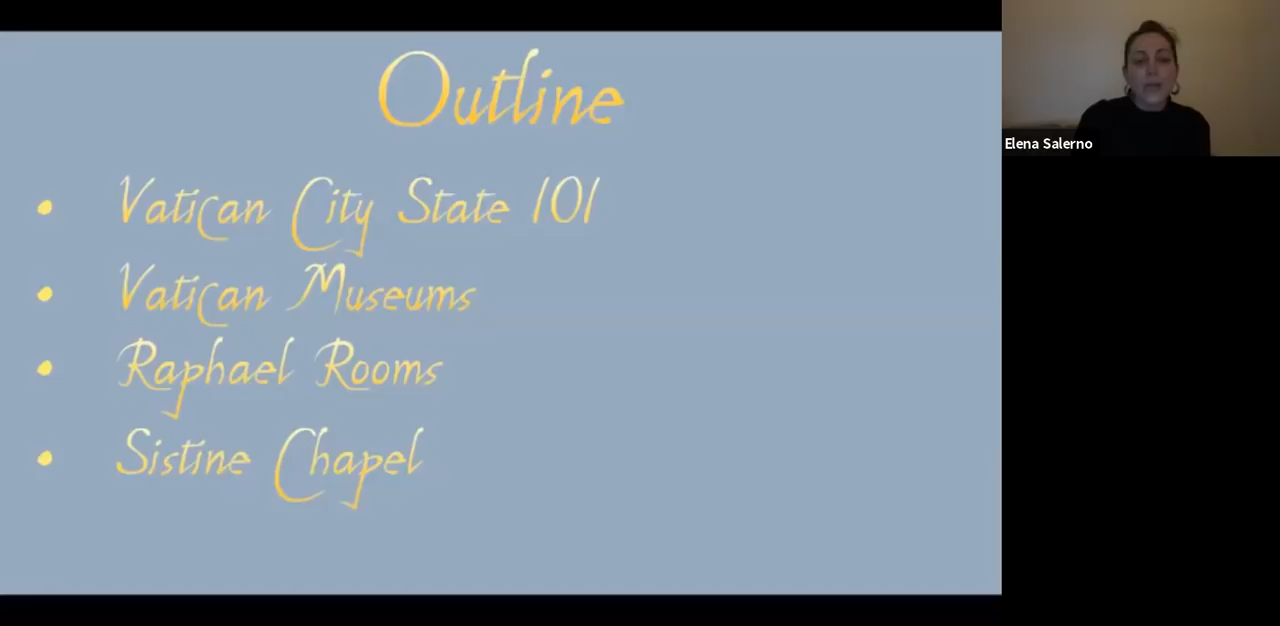 Outline
• Vatican City State 101
• Vatican Museums
• Raphael Rooms
• Sistine Chapel
Elena Salerno